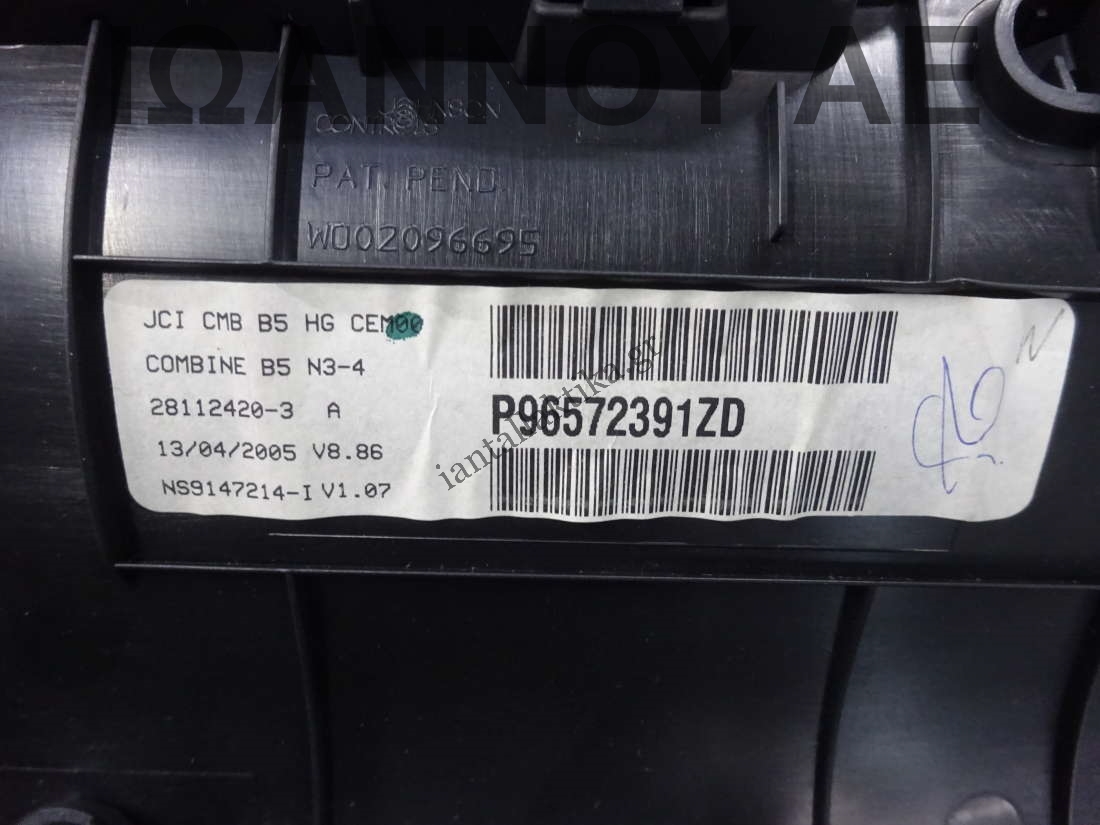 ΙΩΑΝΝΟΥ ΑΕ
JOHNSON
CONTROLS
PAT. PEND.
W002096695
JCI CMB B5 HG CEM00
COMBINE B5 N3-4
28112420-3 A
13/04/2005 V8.86
NS9147214-I V1.07
P96572391ZD
iantalaktika.gr
N